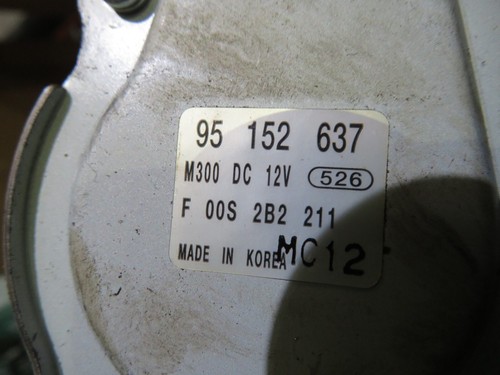 95 152 637
M300 DC 12V 526
F 00S 2B2 211
MADE IN KOREA MC12